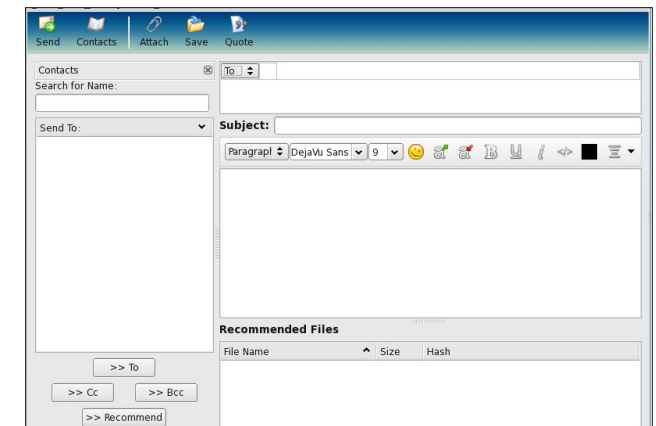 Send Contacts Attach Save Quote
Contacts
Search for Name:
Send To:
>> To
>> Cc >> Bcc
>> Recommend
To
Subject:
Paragraph DejaVu Sans 9
Recommended Files
File Name Size Hash